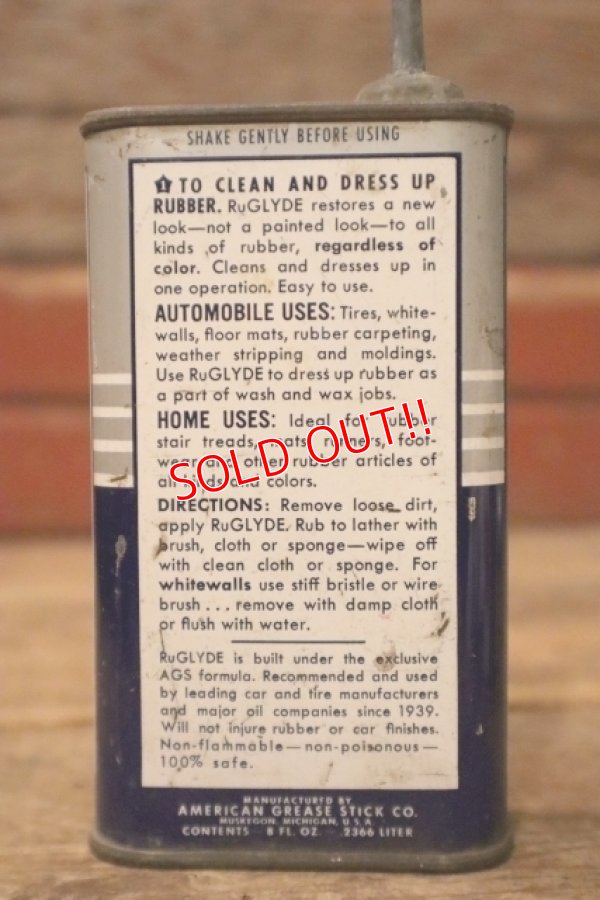 SHAKE GENTLY BEFORE USING
1 TO CLEAN AND DRESS UP
RUBBER. RuGLYDE restores a new
look—not a painted look—to all
kinds of rubber, regardless of
color. Cleans and dresses up in
one operation. Easy to use.
AUTOMOBILE USES: Tires, white-
walls, floor mats, rubber carpeting,
weather stripping and moldings.
Use RuGLYDE to dress up rubber as
a part of wash and wax jobs.
HOME USES: Ideal for rubber
stair treads, mats, runners, foot-
wear and other rubber articles of
all kinds and colors.
SOLD OUT!!
DIRECTIONS: Remove loose dirt,
apply RuGLYDE. Rub to lather with
brush, cloth or sponge—wipe off
with clean cloth or sponge. For
whitewalls use stiff bristle or wire
brush... remove with damp cloth
or flush with water.
RuGLYDE is built under the exclusive
AGS formula. Recommended and used
by leading car and tire manufacturers
and major oil companies since 1939.
Will not injure rubber or car finishes.
Non-flammable—non-poisonous—
100% safe.
MANUFACTURED BY
AMERICAN GREASE STICK CO.
MUSKEGON, MICHIGAN, U.S.A.
CONTENTS 8 FL. OZ. .2366 LITER